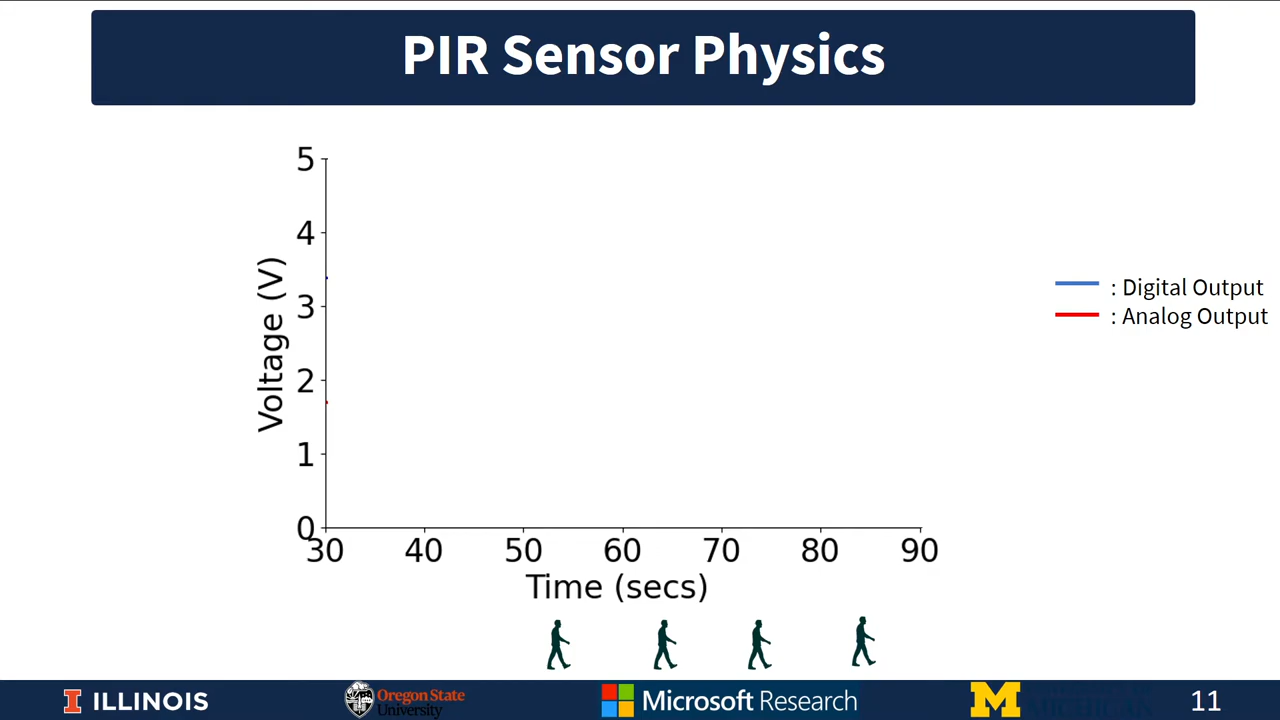 PIR Sensor Physics
5
4
3
2
1
0
Voltage (V)
30 40 50 60 70 80 90
Time (secs)
: Digital Output
: Analog Output
I ILLINOIS
Oregon State
University
Microsoft Research
M
11